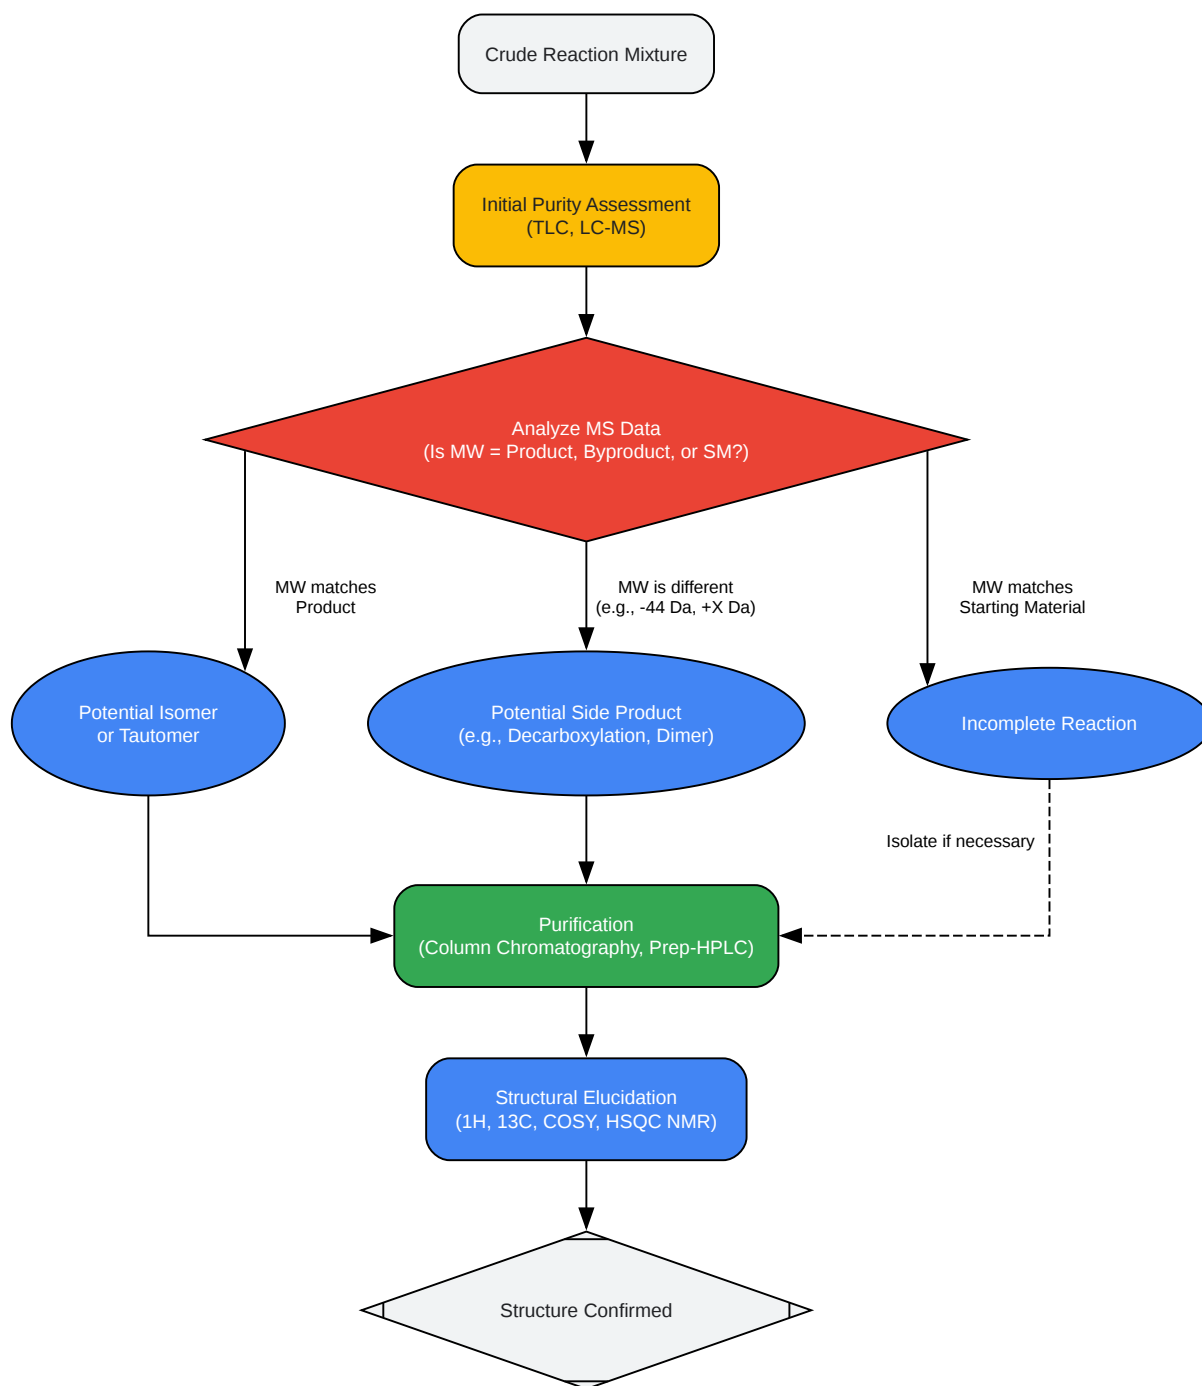 Crude Reaction Mixture
Initial Purity Assessment
(TLC, LC-MS)
Analyze MS Data
(Is MW = Product, Byproduct, or SM?)
MW matches
Product
MW is different
(e.g., -44 Da, +X Da)
MW matches
Starting Material
Potential Isomer
or Tautomer
Potential Side Product
(e.g., Decarboxylation, Dimer)
Incomplete Reaction
Isolate if necessary
Purification
(Column Chromatography, Prep-HPLC)
Structural Elucidation
(1H, 13C, COSY, HSQC NMR)
Structure Confirmed